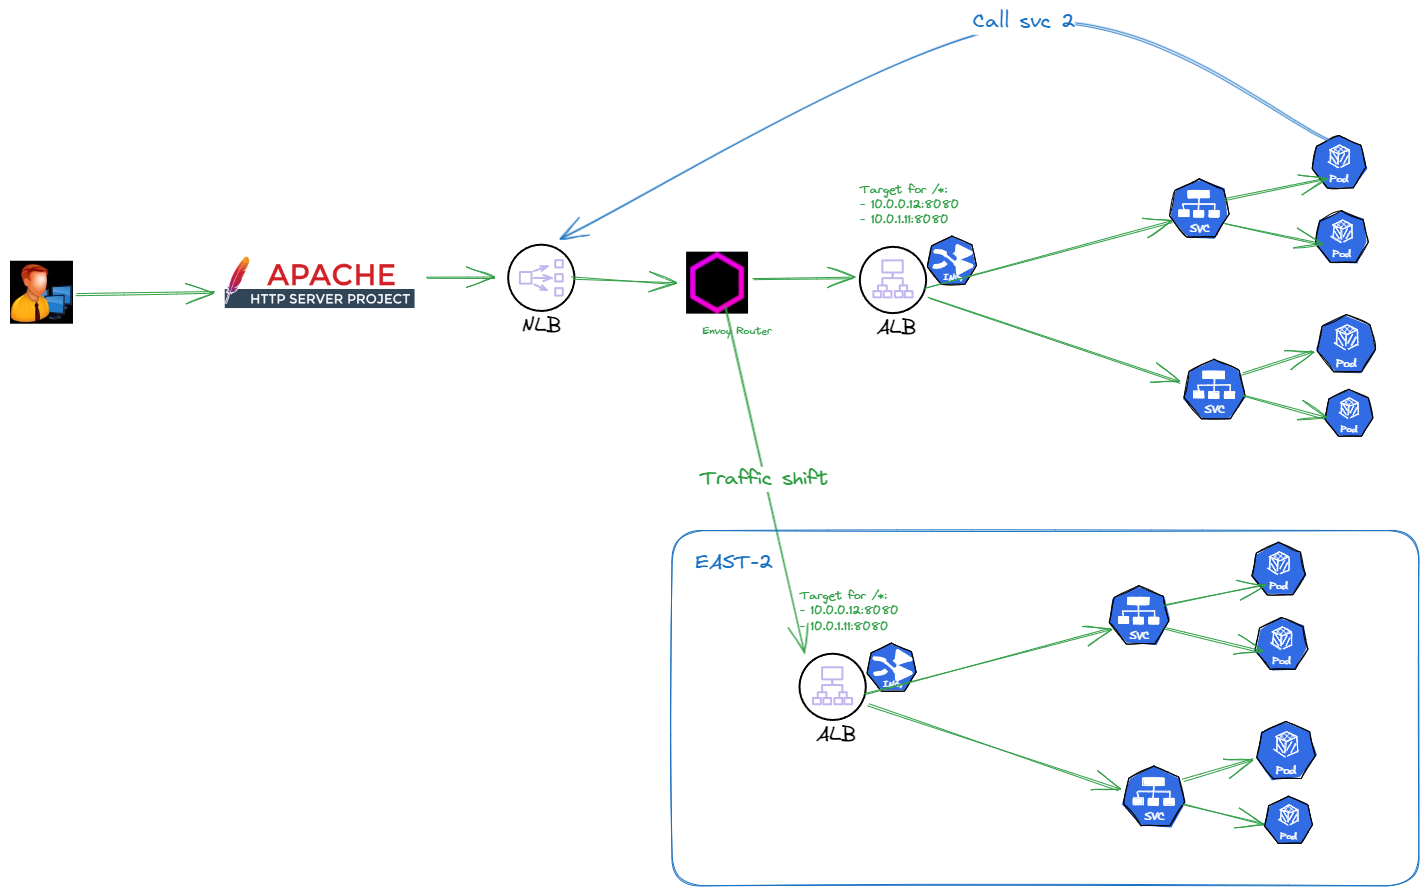 Call svc 2
Target for /*:
- 10.0.0.12:8080
- 10.0.1.11:8080
Pod
SVC
Pod
APACHE
HTTP SERVER PROJECT
ING
NLB
Envoy Router
ALB
Pod
SVC
Pod
Traffic shift
EAST-2
Target for /*:
- 10.0.0.12:8080
- 10.0.1.11:8080
Pod
SVC
Pod
ING
ALB
Pod
SVC
Pod